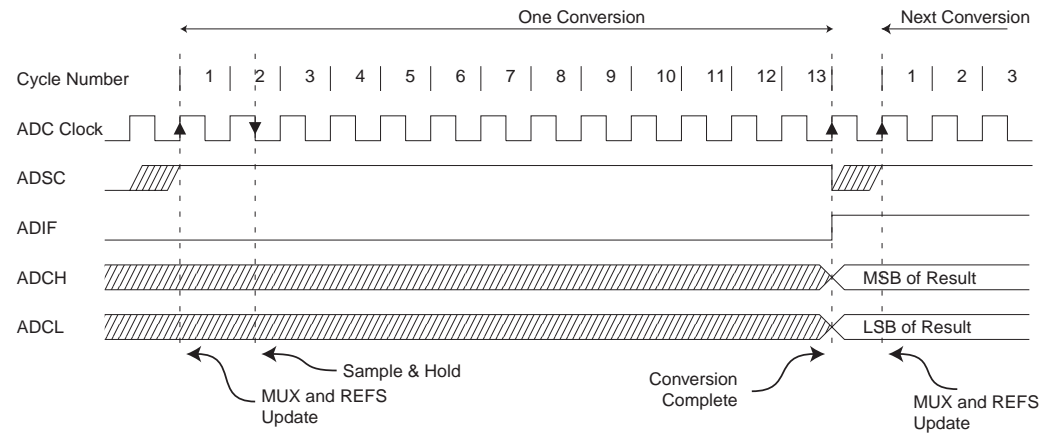 One Conversion
Next Conversion
Cycle Number 1 2 3 4 5 6 7 8 9 10 11 12 13 1 2 3
ADC Clock
ADSC
ADIF
ADCH
MSB of Result
ADCL
LSB of Result
Sample & Hold
MUX and REFS
Update
Conversion
Complete
MUX and REFS
Update